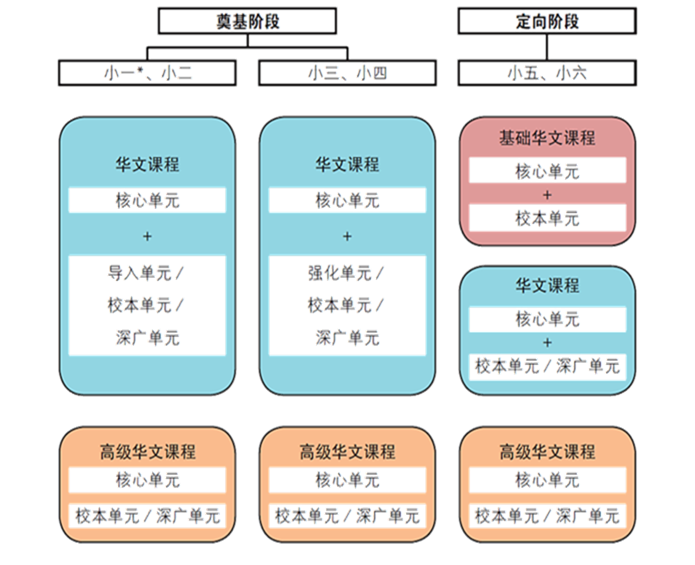 奠基阶段
定向阶段
小一*、小二
小三、小四
小五、小六
华文课程
核心单元
+
导入单元 /
校本单元 /
深广单元
华文课程
核心单元
+
强化单元 /
校本单元 /
深广单元
基础华文课程
核心单元
+
校本单元
华文课程
核心单元
+
校本单元 / 深广单元
高级华文课程
核心单元
校本单元 / 深广单元
高级华文课程
核心单元
校本单元 / 深广单元
高级华文课程
核心单元
校本单元 / 深广单元